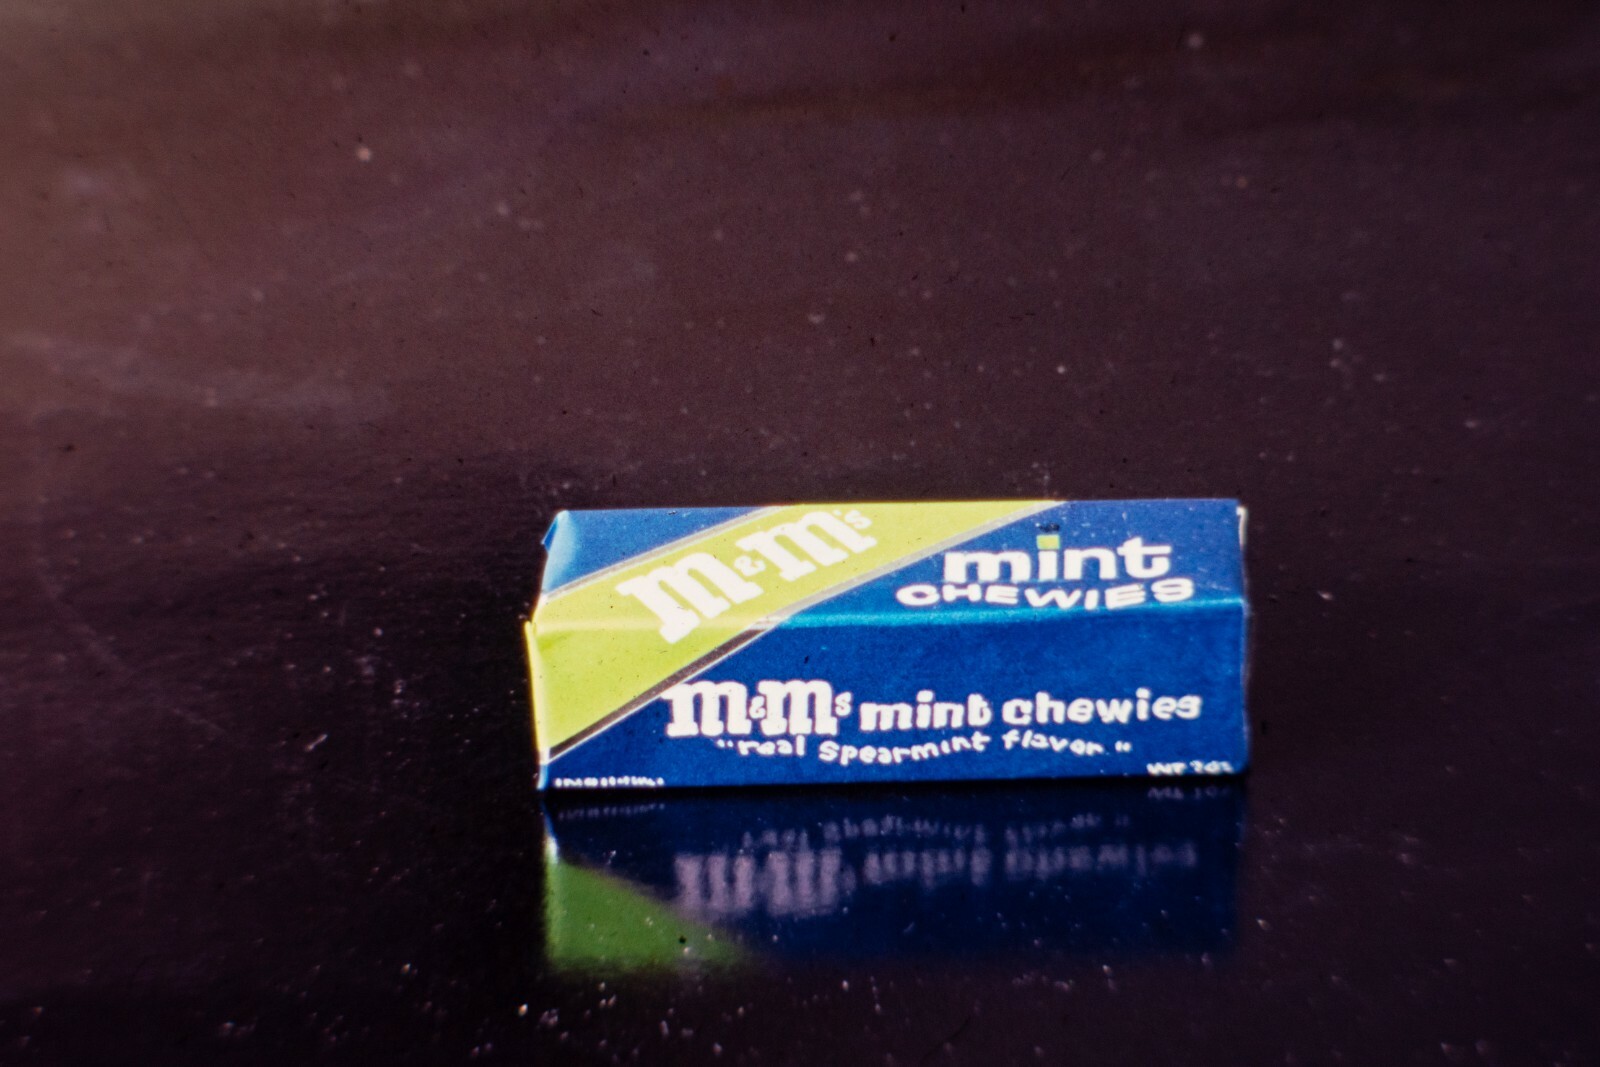 m&m's
mint
CHEWIES
m&m's mint chewies
"real spearmint flavor"